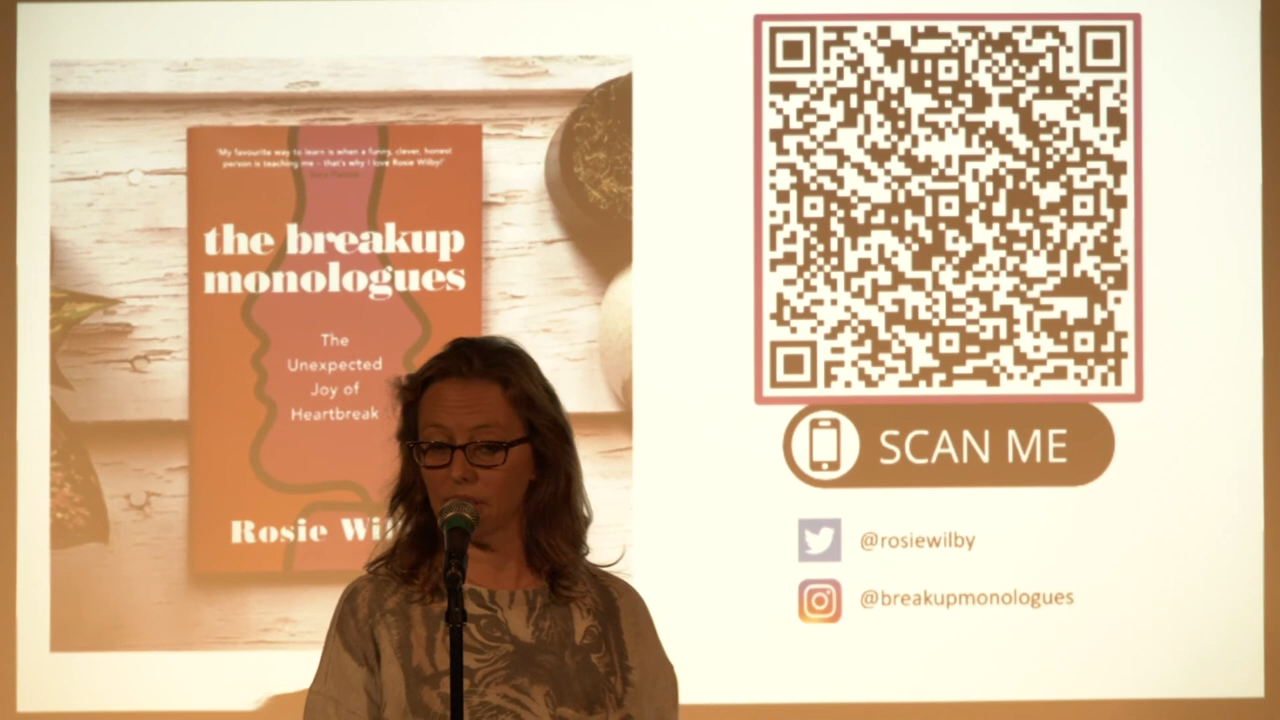 'My favourite way to learn is when a funny, clever, honest
person is teaching me – that's why I love Rosie Wilby!'
the breakup
monologues
The
Unexpected
Joy of
Heartbreak
Rosie Wil
SCAN ME
@rosiewilby
@breakupmonologues